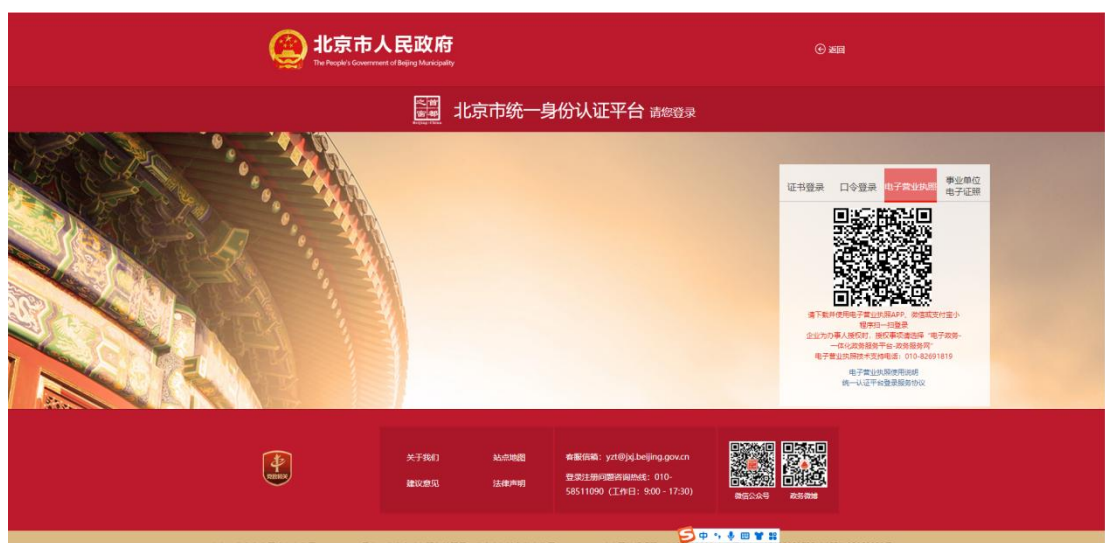 北京市人民政府
The People's Government of Beijing Municipality
返回
首都之窗
Beijing-China
北京市统一身份认证平台 请您登录
证书登录
口令登录
电子营业执照
事业单位
电子证照
请下载并使用电子营业执照APP、微信或支付宝小
程序扫一扫登录
企业为办事人授权时，授权事项请选择“电子政务-
一体化政务服务平台-政务服务网”
电子营业执照技术支持电话：010-82691819
电子营业执照使用说明
统一认证平台登录服务协议
党政机关
关于我们
站点地图
建议意见
法律声明
客服信箱：yzt@jxj.beijing.gov.cn
登录注册问题咨询热线：010-
58511090（工作日：9:00 - 17:30）
微信公众号
政务微博
中